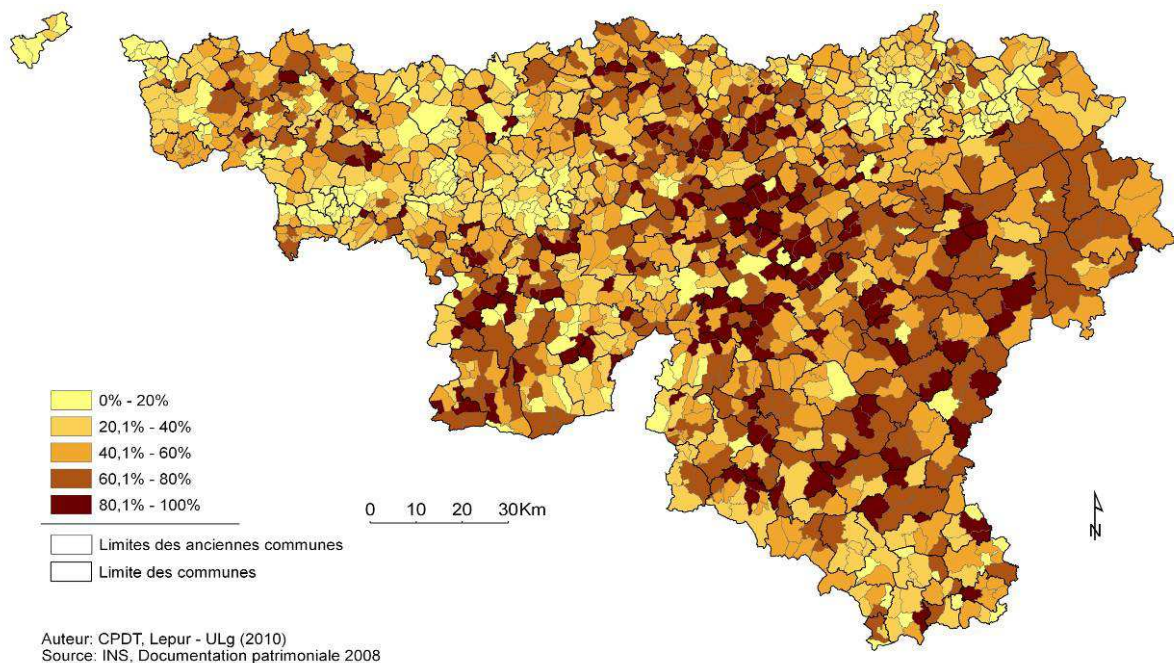 0% - 20%
20,1% - 40%
40,1% - 60%
60,1% - 80%
80,1% - 100%
0 10 20 30Km
Limites des anciennes communes
Limite des communes
N
Auteur: CPDT, Lepur - ULg (2010)
Source: INS, Documentation patrimoniale 2008